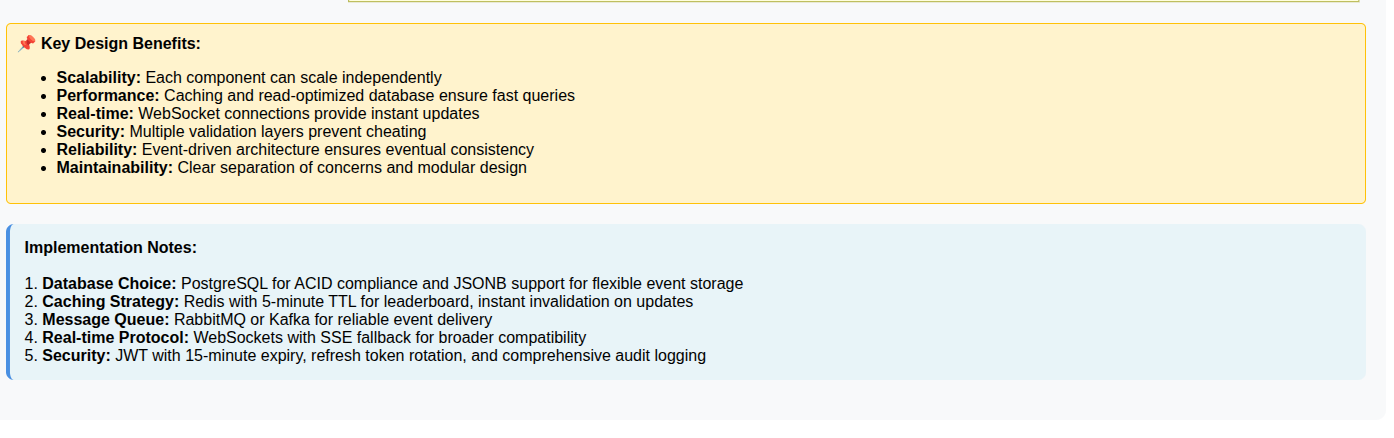 📌 Key Design Benefits:
• Scalability: Each component can scale independently
• Performance: Caching and read-optimized database ensure fast queries
• Real-time: WebSocket connections provide instant updates
• Security: Multiple validation layers prevent cheating
• Reliability: Event-driven architecture ensures eventual consistency
• Maintainability: Clear separation of concerns and modular design
Implementation Notes:
1. Database Choice: PostgreSQL for ACID compliance and JSONB support for flexible event storage
2. Caching Strategy: Redis with 5-minute TTL for leaderboard, instant invalidation on updates
3. Message Queue: RabbitMQ or Kafka for reliable event delivery
4. Real-time Protocol: WebSockets with SSE fallback for broader compatibility
5. Security: JWT with 15-minute expiry, refresh token rotation, and comprehensive audit logging